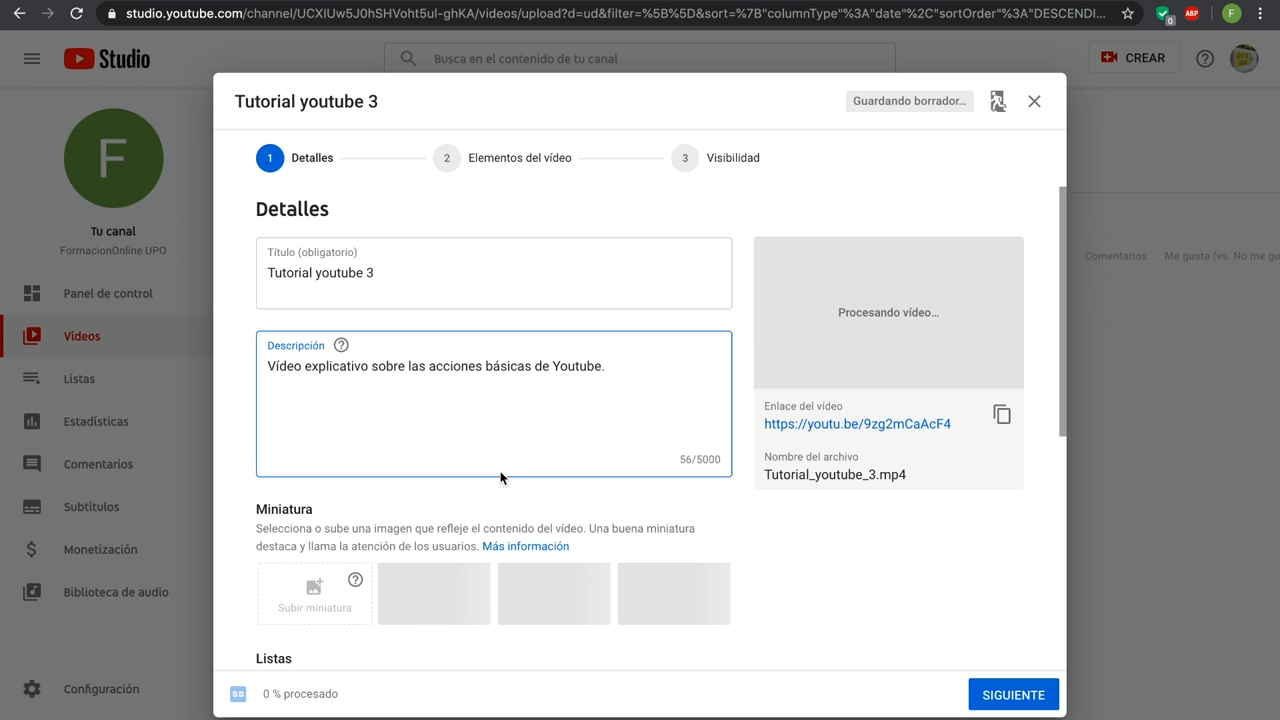 studio.youtube.com/channel/UCXIUw5J0hSHVoht5ul-ghKA/videos/upload?d=ud&filter=%5B%5D&sort=%7B"columnType"%3A"date"%2C"sortOrder"%3A"DESCENDI...
0
ABP
F
Studio
Busca en el contenido de tu canal
CREAR
F
Tu canal
FormacionOnline UPO
Panel de control
Vídeos
Listas
Estadísticas
Comentarios
Subtítulos
Monetización
Biblioteca de audio
Configuración
Comentarios
Me gusta (vs. No me gu
Tutorial youtube 3
Guardando borrador...
1 Detalles
2 Elementos del vídeo
3 Visibilidad
Detalles
Título (obligatorio)
Tutorial youtube 3
Descripción
Vídeo explicativo sobre las acciones básicas de Youtube.
56/5000
Procesando vídeo...
Enlace del vídeo
https://youtu.be/9zg2mCaAcF4
Nombre del archivo
Tutorial_youtube_3.mp4
Miniatura
Selecciona o sube una imagen que refleje el contenido del vídeo. Una buena miniatura
destaca y llama la atención de los usuarios. Más información
Subir miniatura
Listas
SD
0 % procesado
SIGUIENTE